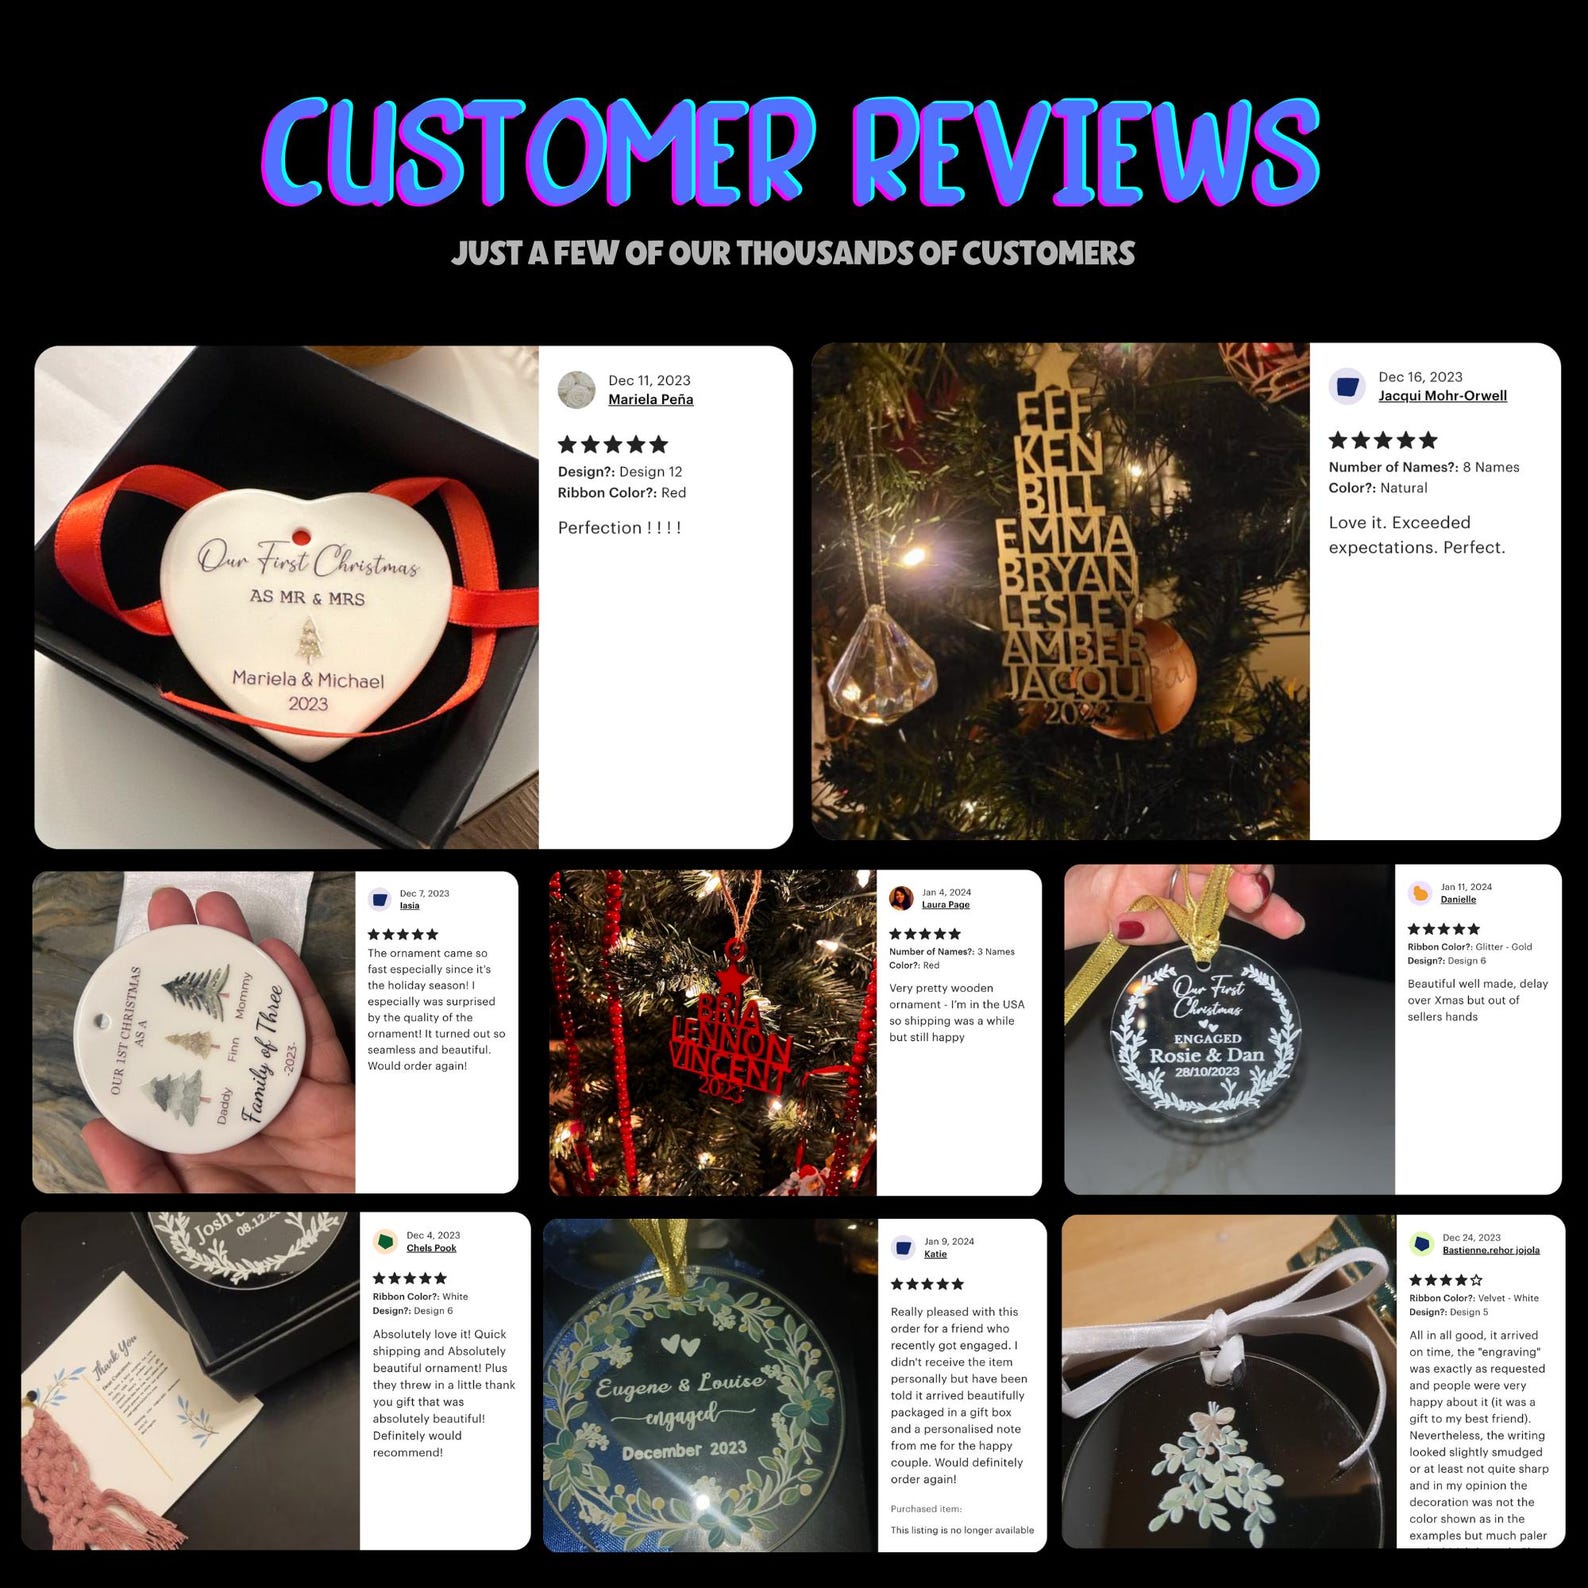 CUSTOMER REVIEWS
JUST A FEW OF OUR THOUSANDS OF CUSTOMERS
Our First Christmas
AS MR & MRS
Mariela & Michael
2023
Dec 11, 2023
Mariela Peña
Design?: Design 12
Ribbon Color?: Red
Perfection ! ! ! !
EEF
KEN
BILL
EMMA
BRYAN
LESLEY
AMBER
JACQUI
2023
Dec 16, 2023
Jacqui Mohr-Orwell
Number of Names?: 8 Names
Color?: Natural
Love it. Exceeded
expectations. Perfect.
OUR 1ST CHRISTMAS
AS A
Mommy
Finn
Daddy
Family of Three
-2023-
Dec 7, 2023
Iasia
The ornament came so
fast especially since it's
the holiday season! I
especially was surprised
by the quality of the
ornament! It turned out so
seamless and beautiful.
Would order again!
BRIA
LENNON
VINCENT
2023
Jan 4, 2024
Laura Page
Number of Names?: 3 Names
Color?: Red
Very pretty wooden
ornament - I'm in the USA
so shipping was a while
but still happy
Our First
Christmas
ENGAGED
Rosie & Dan
28/10/2023
Jan 11, 2024
Danielle
Ribbon Color?: Glitter - Gold
Design?: Design 6
Beautiful well made, delay
over Xmas but out of
sellers hands
Josh
08.12.2
Thank You
Dec 4, 2023
Chels Pook
Ribbon Color?: White
Design?: Design 6
Absolutely love it! Quick
shipping and Absolutely
beautiful ornament! Plus
they threw in a little thank
you gift that was
absolutely beautiful!
Definitely would
recommend!
Eugene & Louise
engaged
December 2023
Jan 9, 2024
Katie
Really pleased with this
order for a friend who
recently got engaged. I
didn't receive the item
personally but have been
told it arrived beautifully
packaged in a gift box
and a personalised note
from me for the happy
couple. Would definitely
order again!
Purchased item:
This listing is no longer available
Dec 24, 2023
Bastienne.rehor jojola
Ribbon Color?: Velvet - White
Design?: Design 5
All in all good, it arrived
on time, the "engraving"
was exactly as requested
and people were very
happy about it (it was a
gift to my best friend).
Nevertheless, the writing
looked slightly smudged
or at least not quite sharp
and in my opinion the
decoration was not the
color shown as in the
examples but much paler